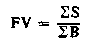 FV = ΣS / ΣB